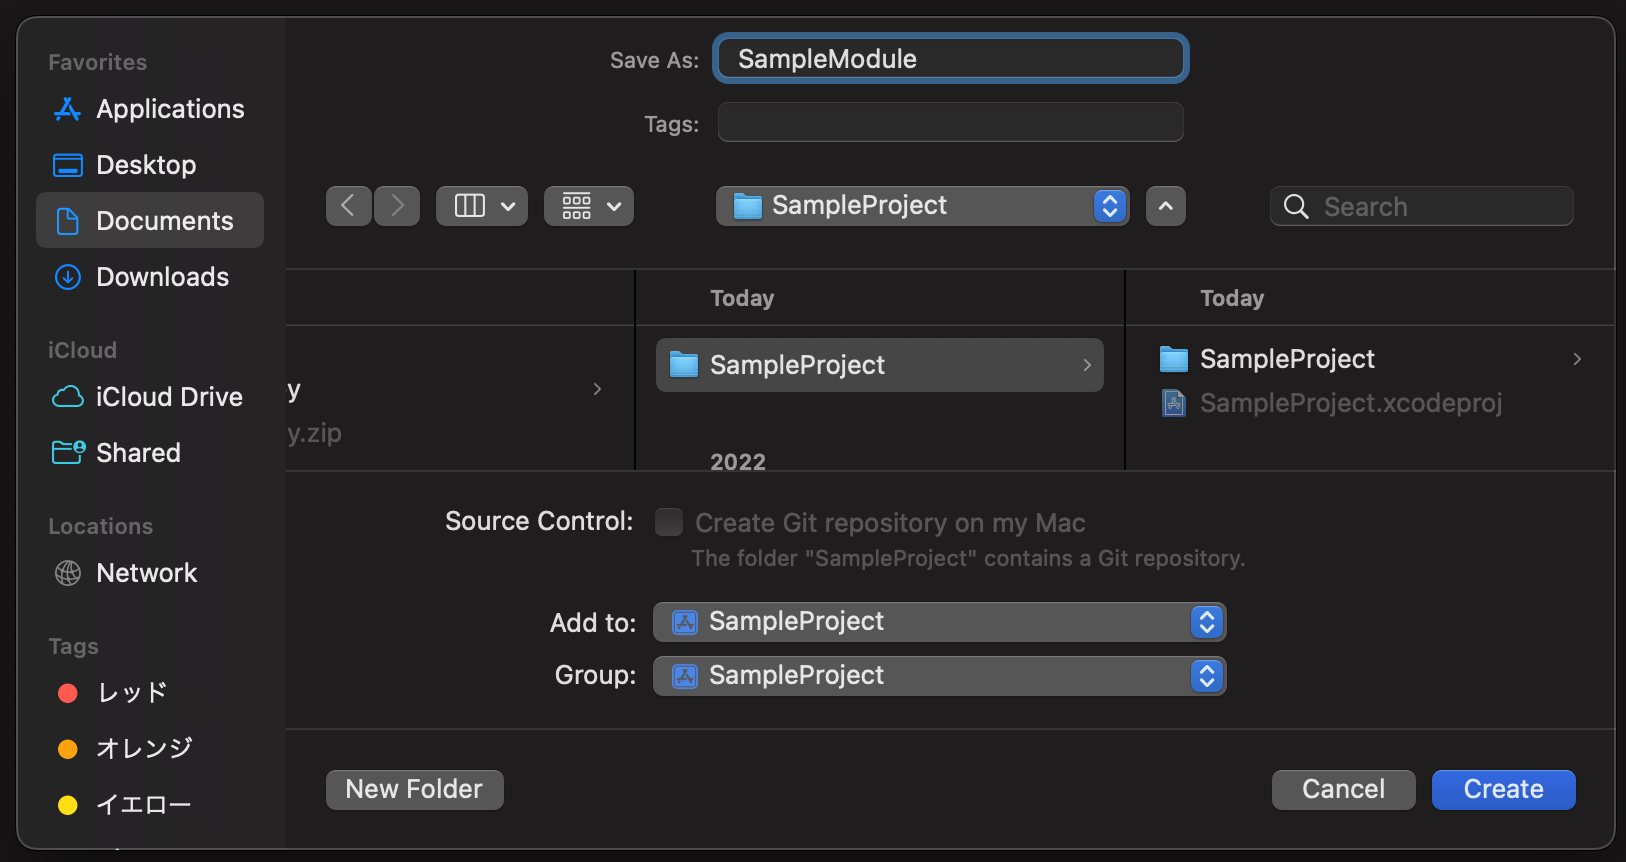 Favorites
Applications
Desktop
Documents
Downloads
iCloud
iCloud Drive
Shared
Locations
Network
Tags
レッド
オレンジ
イエロー
Save As: SampleModule
Tags:
SampleProject
Search
y
y.zip
Today
SampleProject
2022
Today
SampleProject
SampleProject.xcodeproj
Source Control: Create Git repository on my Mac
The folder "SampleProject" contains a Git repository.
Add to: SampleProject
Group: SampleProject
New Folder
Cancel
Create